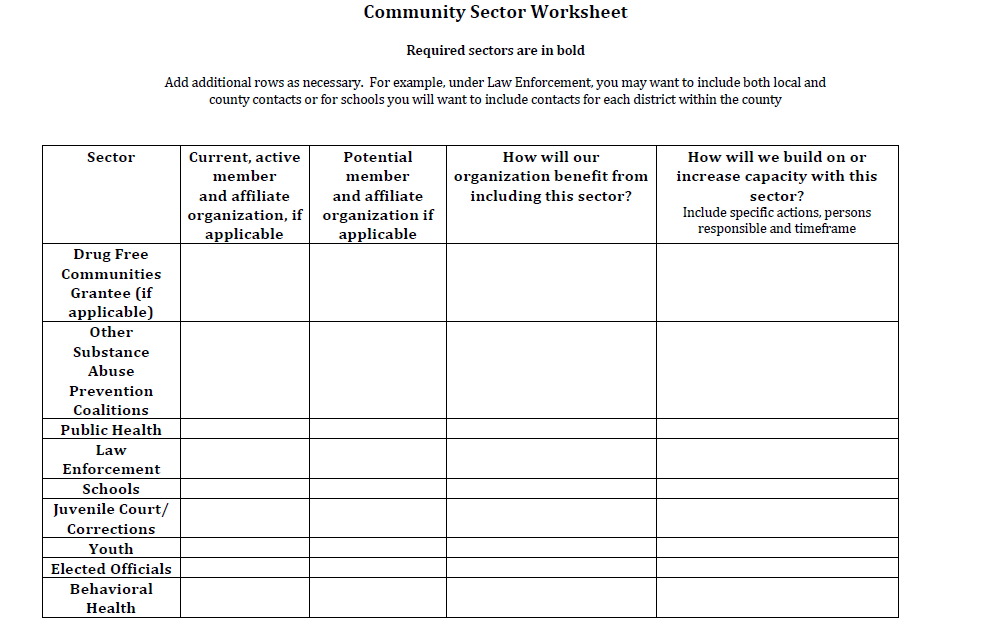 Community Sector Worksheet
Required sectors are in bold
Add additional rows as necessary.  For example, under Law Enforcement, you may want to include both local and
county contacts or for schools you will want to include contacts for each district within the county
Sector
Current, active
member
and affiliate
organization, if
applicable
Potential
member
and affiliate
organization if
applicable
How will our
organization benefit from
including this sector?
How will we build on or
increase capacity with this
sector?
Include specific actions, persons
responsible and timeframe
Drug Free
Communities
Grantee (if
applicable)
Other
Substance
Abuse
Prevention
Coalitions
Public Health
Law
Enforcement
Schools
Juvenile Court/
Corrections
Youth
Elected Officials
Behavioral
Health